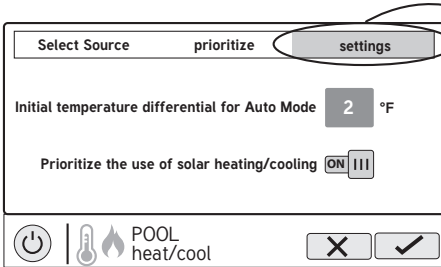 Select Source prioritize settings
Initial temperature differential for Auto Mode 2 °F
Prioritize the use of solar heating/cooling ON
POOL
heat/cool